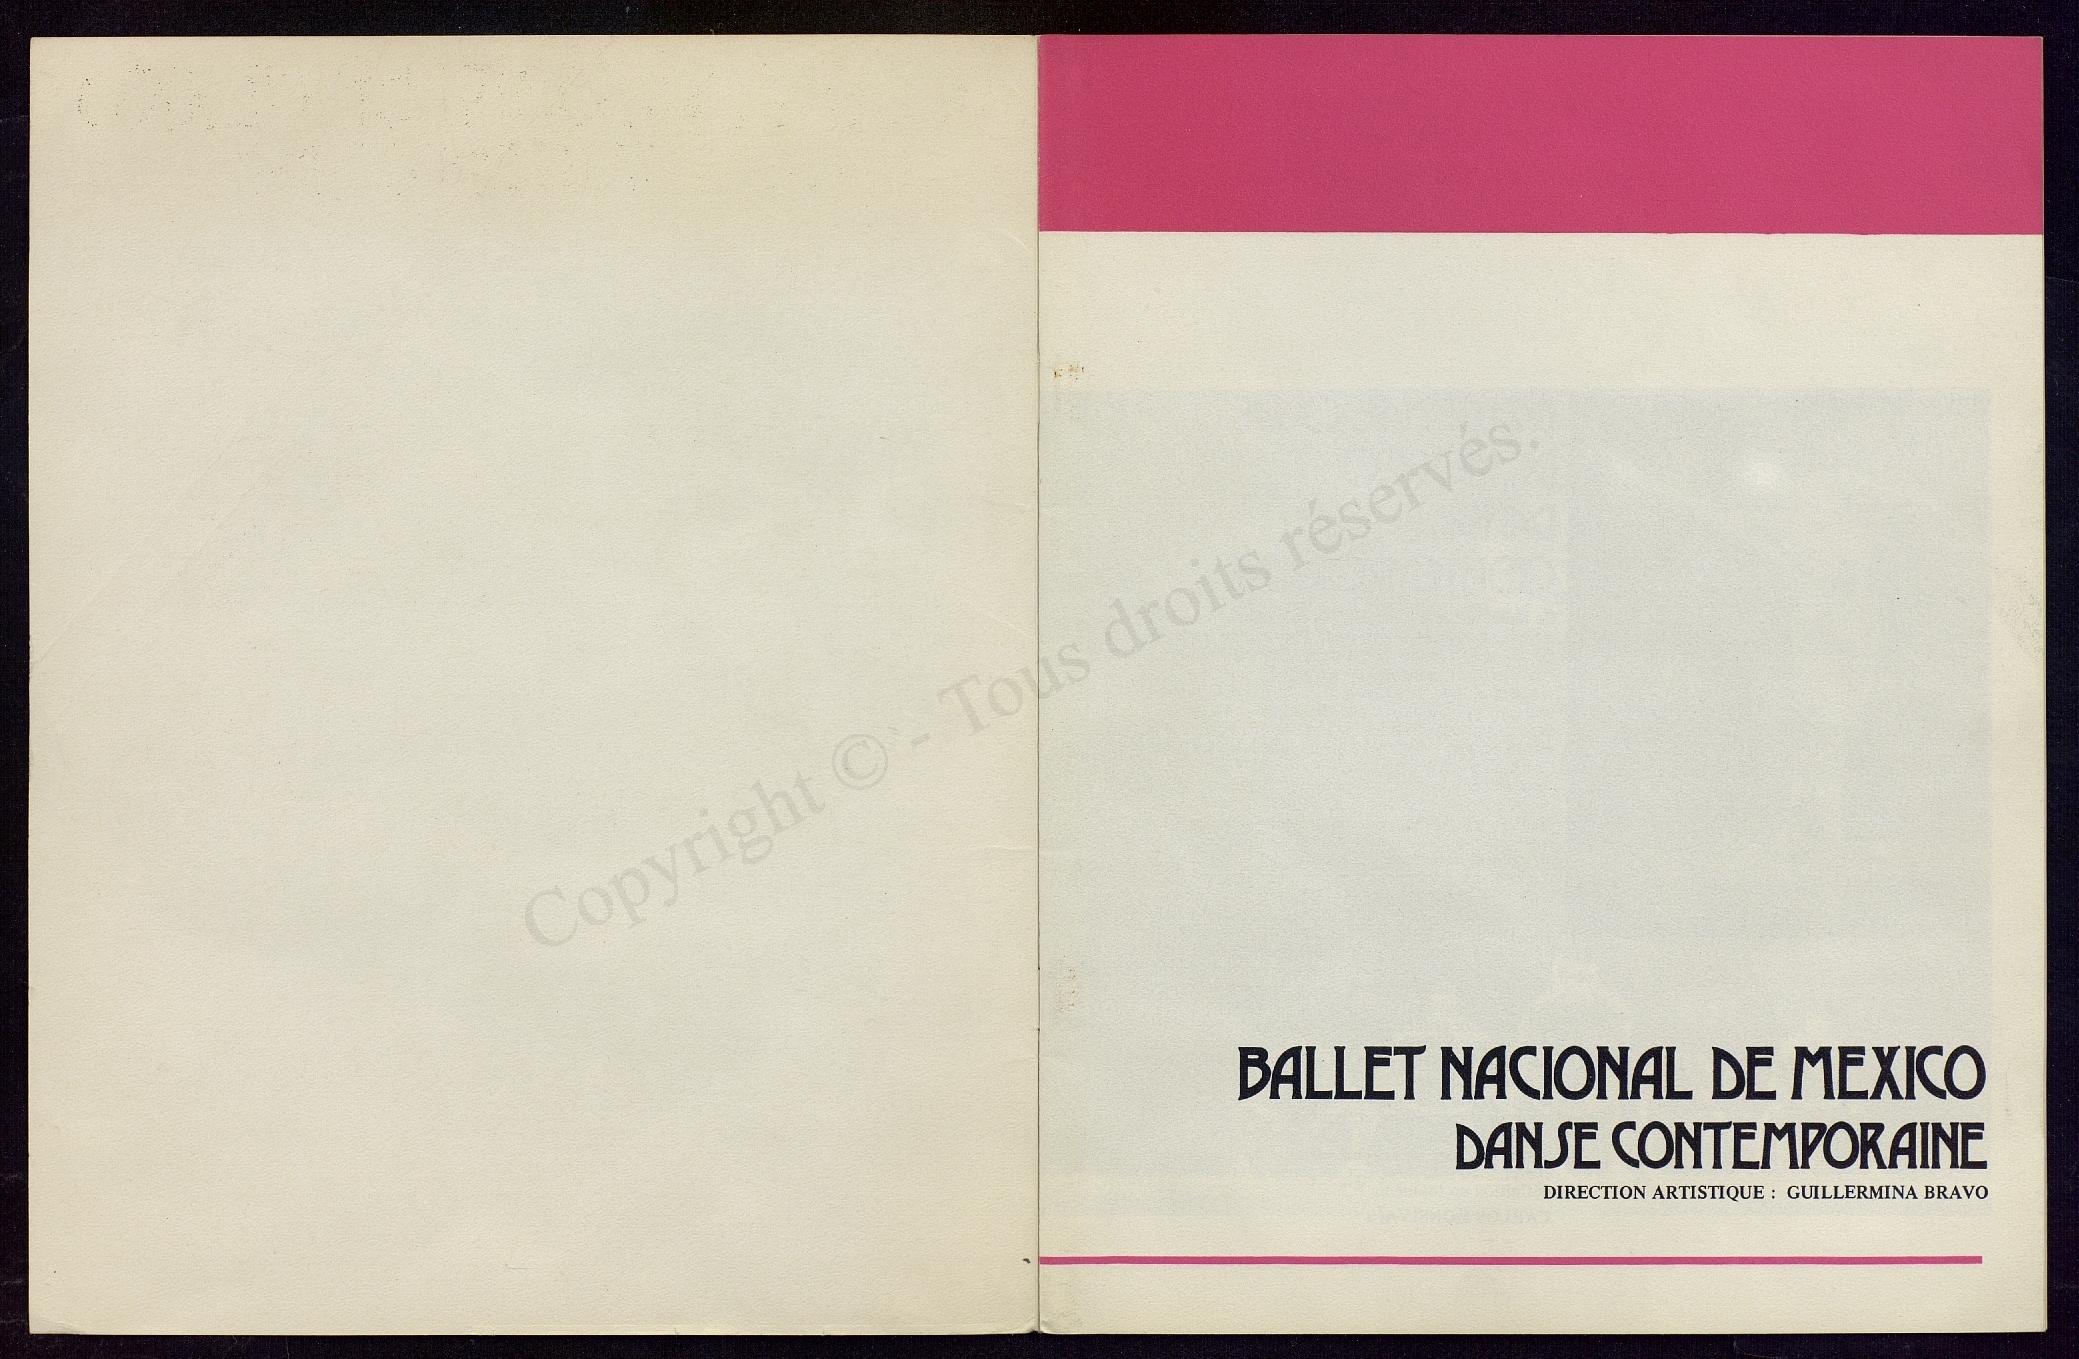 Copyright © - Tous droits réservés.
BALLET NACIONAL DE MEXICO
DANSE CONTEMPORAINE
DIRECTION ARTISTIQUE : GUILLERMINA BRAVO